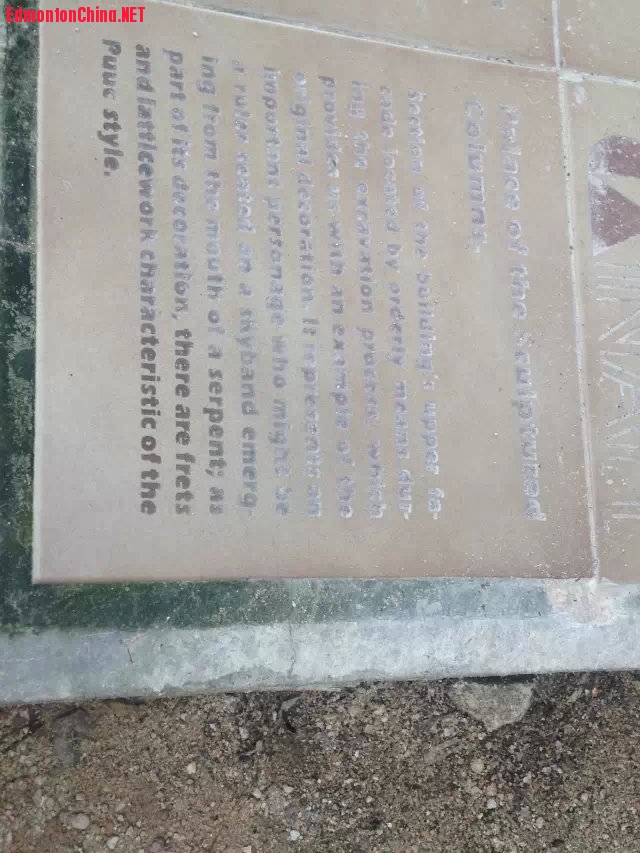 EdmontonChina.NET
Palace of the Sculptured
Columns.
Section of the building's upper fa-
cade located by orderly means dur-
ing the excavation process, which
provides us with an example of the
original decoration. It represents an
important personage who might be
a ruler seated on a skyband emerg-
ing from the mouth of a serpent; as
part of its decoration, there are frets
and latticework characteristic of the
Puuc style.